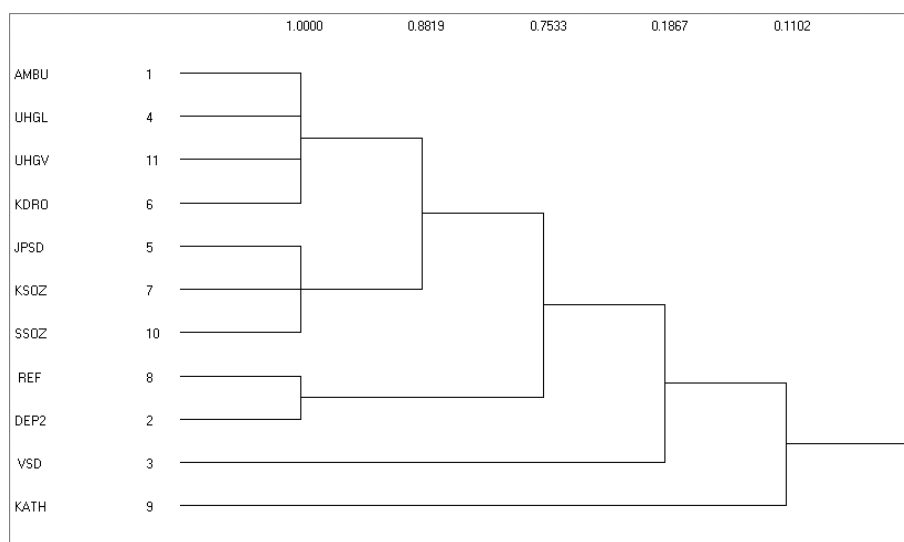 1.0000 0.8819 0.7533 0.1867 0.1102
AMBU 1
UHGL 4
UHGV 11
KDRO 6
JPSD 5
KSOZ 7
SSOZ 10
REF 8
DEP2 2
VSD 3
KATH 9